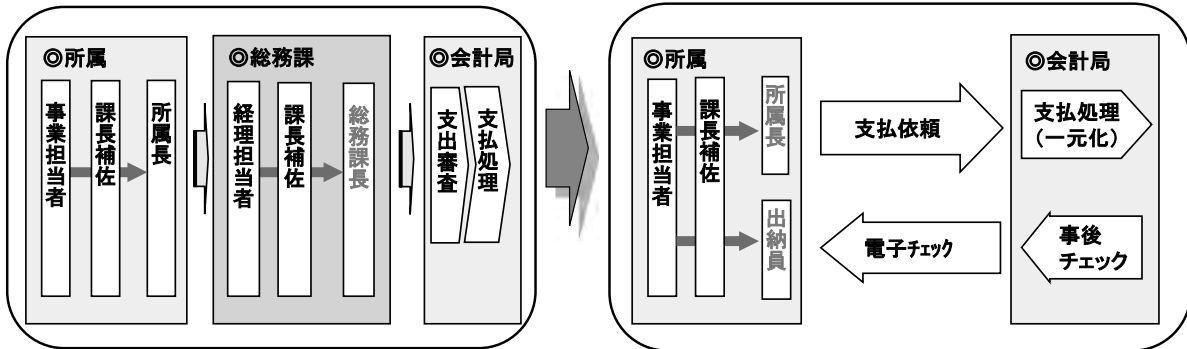 ◎所属
事業担当者
課長補佐
所属長
◎総務課
経理担当者
課長補佐
総務課長
◎会計局
支出審査
支払処理
◎所属
事業担当者
課長補佐
所属長
出納員
支払依頼
電子チェック
◎会計局
支払処理
(一元化)
事後
チェック